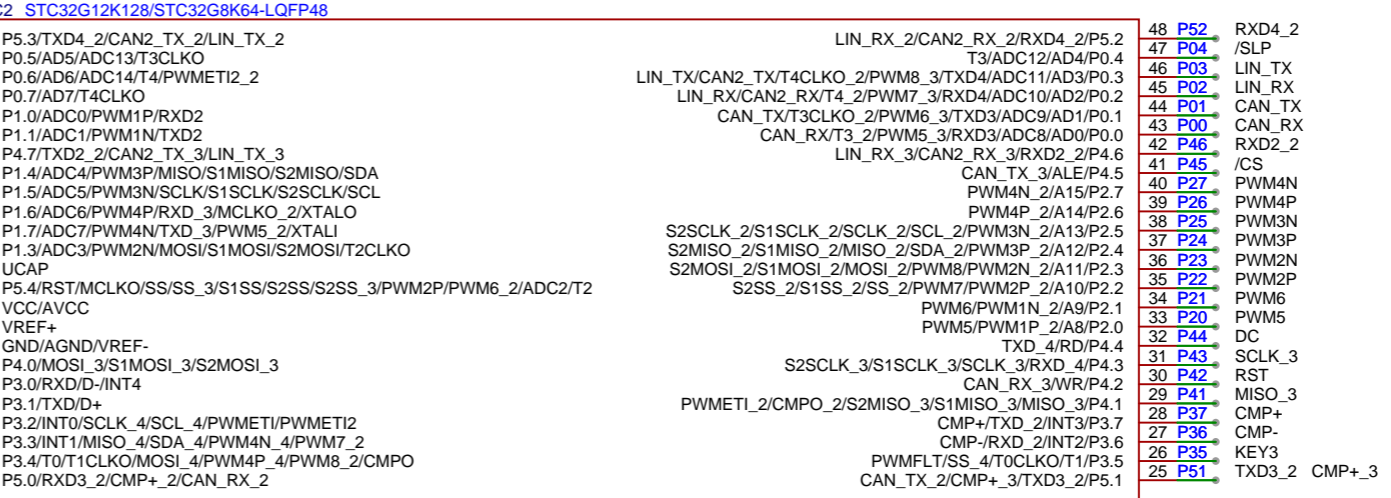 C2 STC32G12K128/STC32G8K64-LQFP48
P5.3/TXD4_2/CAN2_TX_2/LIN_TX_2 LIN_RX_2/CAN2_RX_2/RXD4_2/P5.2 48 P52 RXD4_2
P0.5/AD5/ADC13/T3CLKO T3/ADC12/AD4/P0.4 47 P04 /SLP
P0.6/AD6/ADC14/T4/PWMETI2_2 LIN_TX/CAN2_TX/T4CLKO_2/PWM8_3/TXD4/ADC11/AD3/P0.3 46 P03 LIN_TX
P0.7/AD7/T4CLKO LIN_RX/CAN2_RX/T4_2/PWM7_3/RXD4/ADC10/AD2/P0.2 45 P02 LIN_RX
P1.0/ADC0/PWM1P/RXD2 CAN_TX/T3CLKO_2/PWM6_3/TXD3/ADC9/AD1/P0.1 44 P01 CAN_TX
P1.1/ADC1/PWM1N/TXD2 CAN_RX/T3_2/PWM5_3/RXD3/ADC8/AD0/P0.0 43 P00 CAN_RX
P4.7/TXD2_2/CAN2_TX_3/LIN_TX_3 LIN_RX_3/CAN2_RX_3/RXD2_2/P4.6 42 P46 RXD2_2
P1.4/ADC4/PWM3P/MISO/S1MISO/S2MISO/SDA CAN_TX_3/ALE/P4.5 41 P45 /CS
P1.5/ADC5/PWM3N/SCLK/S1SCLK/S2SCLK/SCL PWM4N_2/A15/P2.7 40 P27 PWM4N
P1.6/ADC6/PWM4P/RXD_3/MCLKO_2/XTALO PWM4P_2/A14/P2.6 39 P26 PWM4P
P1.7/ADC7/PWM4N/TXD_3/PWM5_2/XTALI S2SCLK_2/S1SCLK_2/SCLK_2/SCL_2/PWM3N_2/A13/P2.5 38 P25 PWM3N
P1.3/ADC3/PWM2N/MOSI/S1MOSI/S2MOSI/T2CLKO S2MISO_2/S1MISO_2/MISO_2/SDA_2/PWM3P_2/A12/P2.4 37 P24 PWM3P
UCAP S2MOSI_2/S1MOSI_2/MOSI_2/PWM8/PWM2N_2/A11/P2.3 36 P23 PWM2N
P5.4/RST/MCLKO/SS/SS_3/S1SS/S2SS/S2SS_3/PWM2P/PWM6_2/ADC2/T2 S2SS_2/S1SS_2/SS_2/PWM7/PWM2P_2/A10/P2.2 35 P22 PWM2P
VCC/AVCC PWM6/PWM1N_2/A9/P2.1 34 P21 PWM6
VREF+ PWM5/PWM1P_2/A8/P2.0 33 P20 PWM5
GND/AGND/VREF- TXD_4/RD/P4.4 32 P44 DC
P4.0/MOSI_3/S1MOSI_3/S2MOSI_3 S2SCLK_3/S1SCLK_3/SCLK_3/RXD_4/P4.3 31 P43 SCLK_3
P3.0/RXD/D-/INT4 CAN_RX_3/WR/P4.2 30 P42 RST
P3.1/TXD/D+ PWMETI_2/CMPO_2/S2MISO_3/S1MISO_3/MISO_3/P4.1 29 P41 MISO_3
P3.2/INT0/SCLK_4/SCL_4/PWMETI/PWMETI2 CMP+/TXD_2/INT3/P3.7 28 P37 CMP+
P3.3/INT1/MISO_4/SDA_4/PWM4N_4/PWM7_2 CMP-/RXD_2/INT2/P3.6 27 P36 CMP-
P3.4/T0/T1CLKO/MOSI_4/PWM4P_4/PWM8_2/CMPO PWMFLT/SS_4/T0CLKO/T1/P3.5 26 P35 KEY3
P5.0/RXD3_2/CMP+_2/CAN_RX_2 CAN_TX_2/CMP+_3/TXD3_2/P5.1 25 P51 TXD3_2 CMP+_3